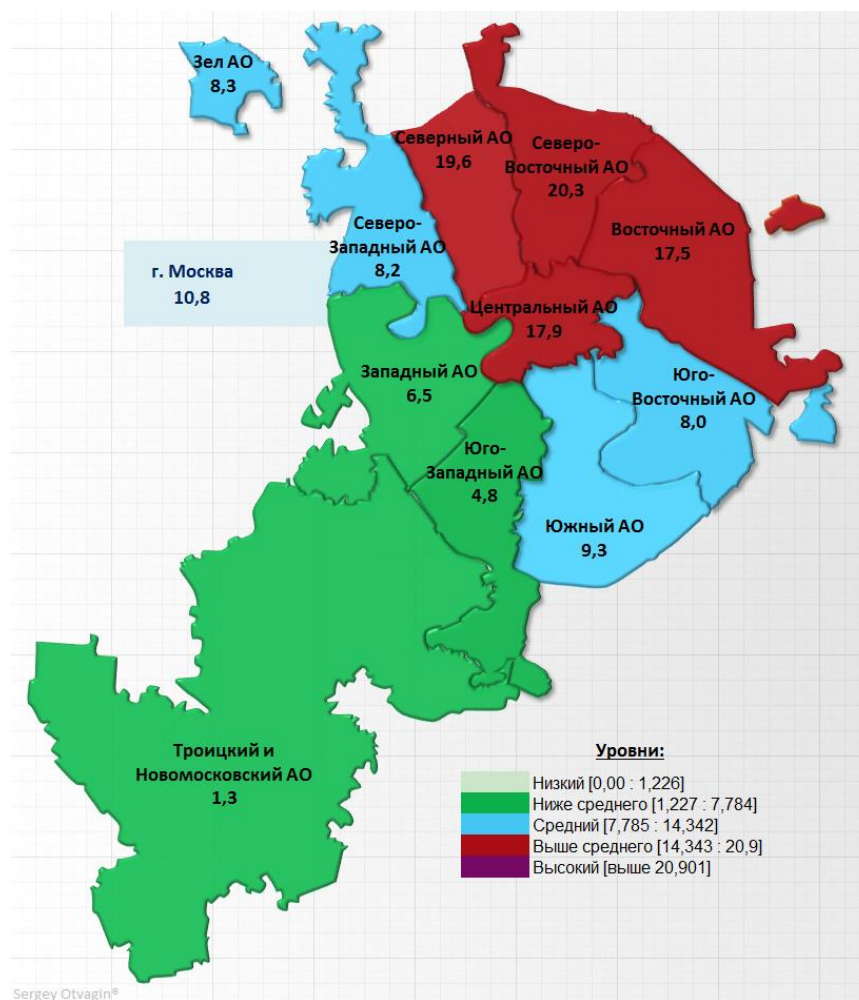 Зел АО
8,3
Северный АО
19,6
Северо-
Восточный АО
20,3
Восточный АО
17,5
Северо-
Западный АО
8,2
г. Москва
10,8
Центральный АО
17,9
Западный АО
6,5
Юго-
Восточный АО
8,0
Юго-
Западный АО
4,8
Южный АО
9,3
Троицкий и
Новомосковский АО
1,3
Уровни:
Низкий [0,00 : 1,226]
Ниже среднего [1,227 : 7,784]
Средний [7,785 : 14,342]
Выше среднего [14,343 : 20,9]
Высокий [выше 20,901]
Sergey Otvagin®